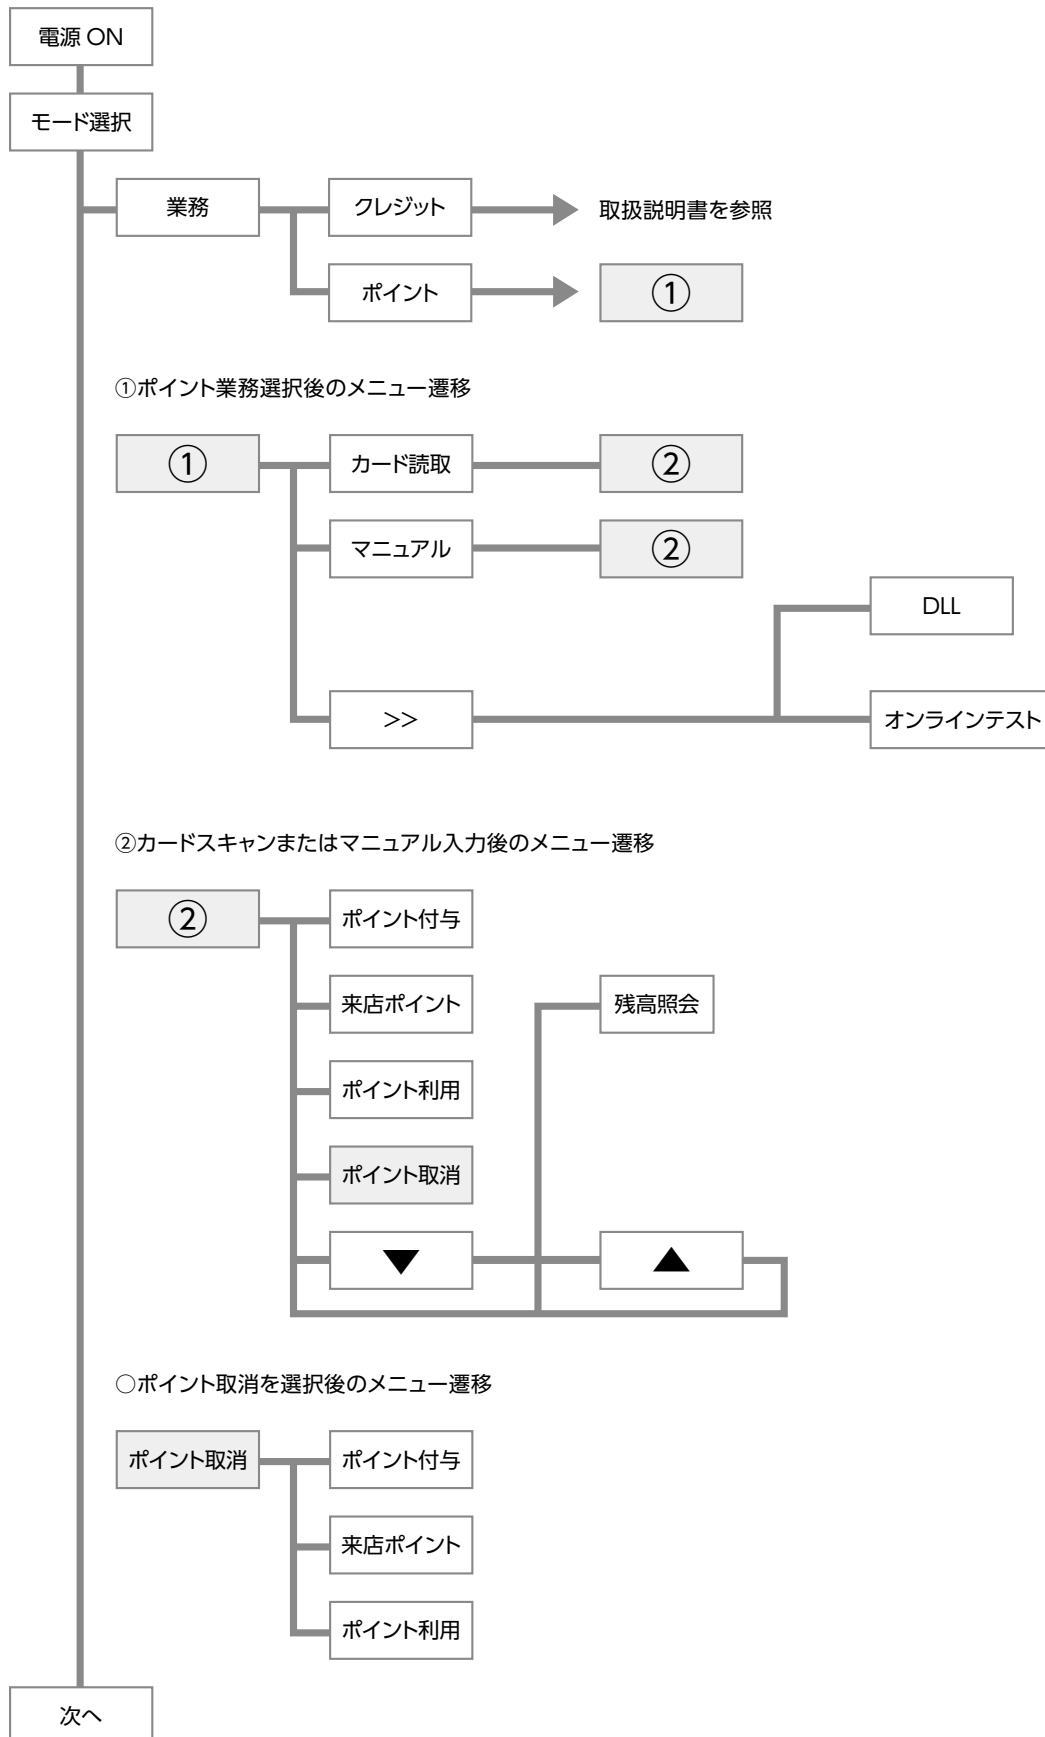 電源 ON
モード選択
業務
クレジット
取扱説明書を参照
ポイント
①
①ポイント業務選択後のメニュー遷移
①
カード読取
②
マニュアル
②
DLL
>>
オンラインテスト
②カードスキャンまたはマニュアル入力後のメニュー遷移
②
ポイント付与
来店ポイント
残高照会
ポイント利用
ポイント取消
▼
▲
○ポイント取消を選択後のメニュー遷移
ポイント取消
ポイント付与
来店ポイント
ポイント利用
次へ